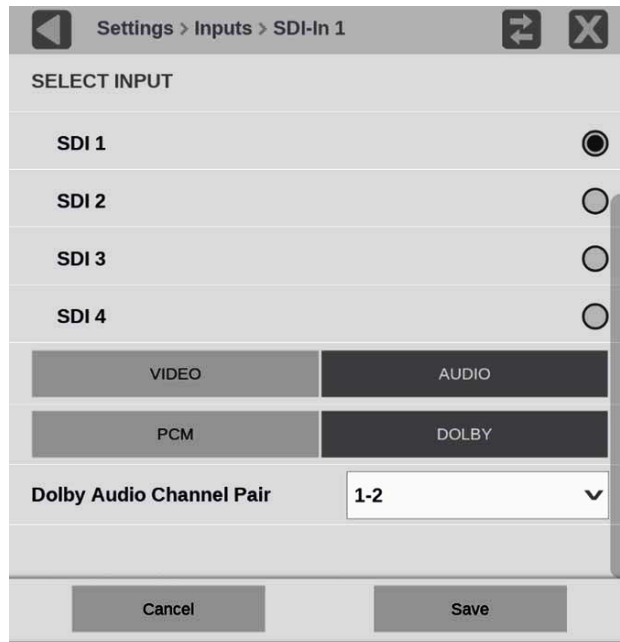 Settings > Inputs > SDI-In 1
SELECT INPUT
SDI 1
SDI 2
SDI 3
SDI 4
VIDEO AUDIO
PCM DOLBY
Dolby Audio Channel Pair 1-2
Cancel Save